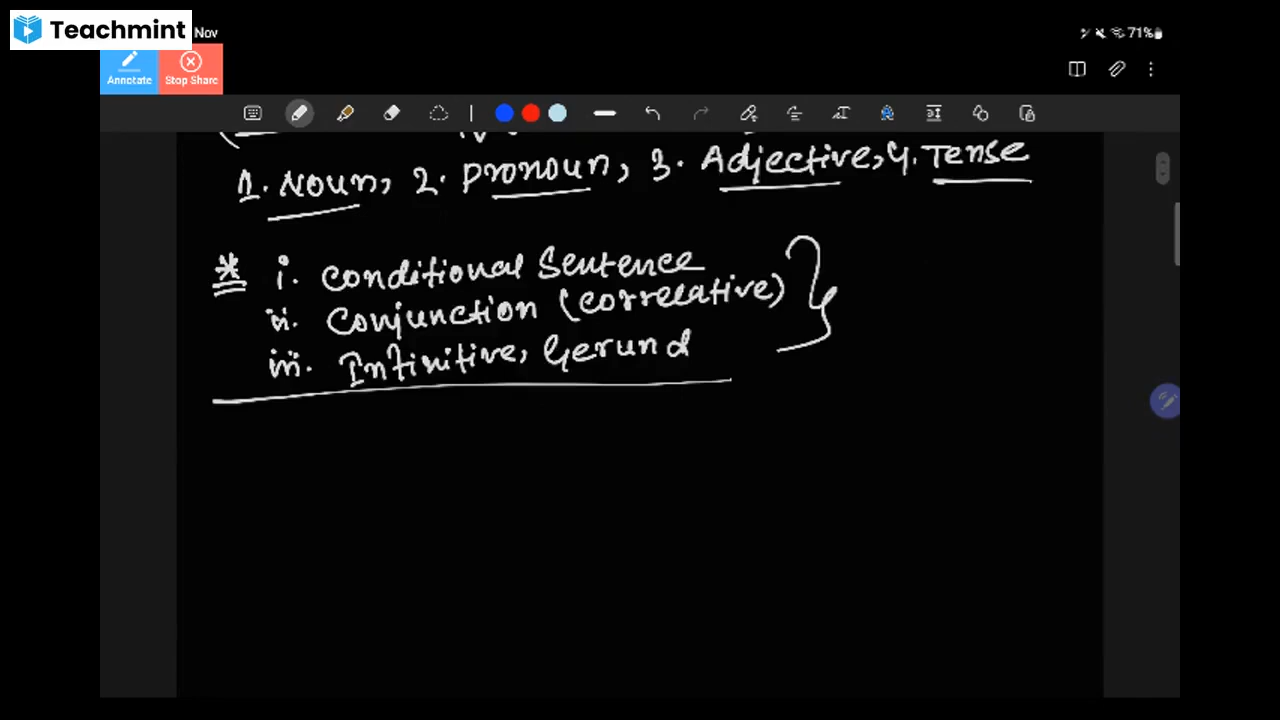 Teachmint
Nov
71%
Annotate
Stop Share
1. Noun, 2. Pronoun, 3. Adjective, 4. Tense
* i. Conditional Sentence
ii. Conjunction (Correlative)
iii. Infinitive, Gerund